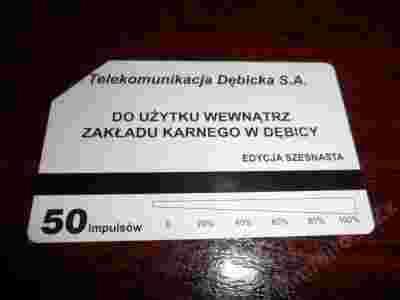 Telekomunikacja Dębicka S.A.
DO UŻYTKU WEWNĄTRZ
ZAKŁADU KARNEGO W DĘBICY
EDYCJA SZESNASTA
50 impulsów
0 20% 40% 60% 80% 100%